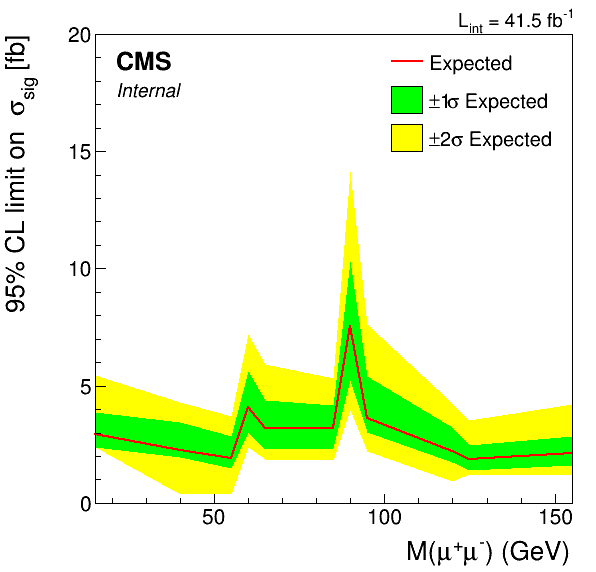 L_int = 41.5 fb^-1
CMS
Internal
Expected
±1σ Expected
±2σ Expected
95% CL limit on σ_sig [fb]
20
15
10
5
0
50 100 150
M(μ⁺μ⁻) (GeV)